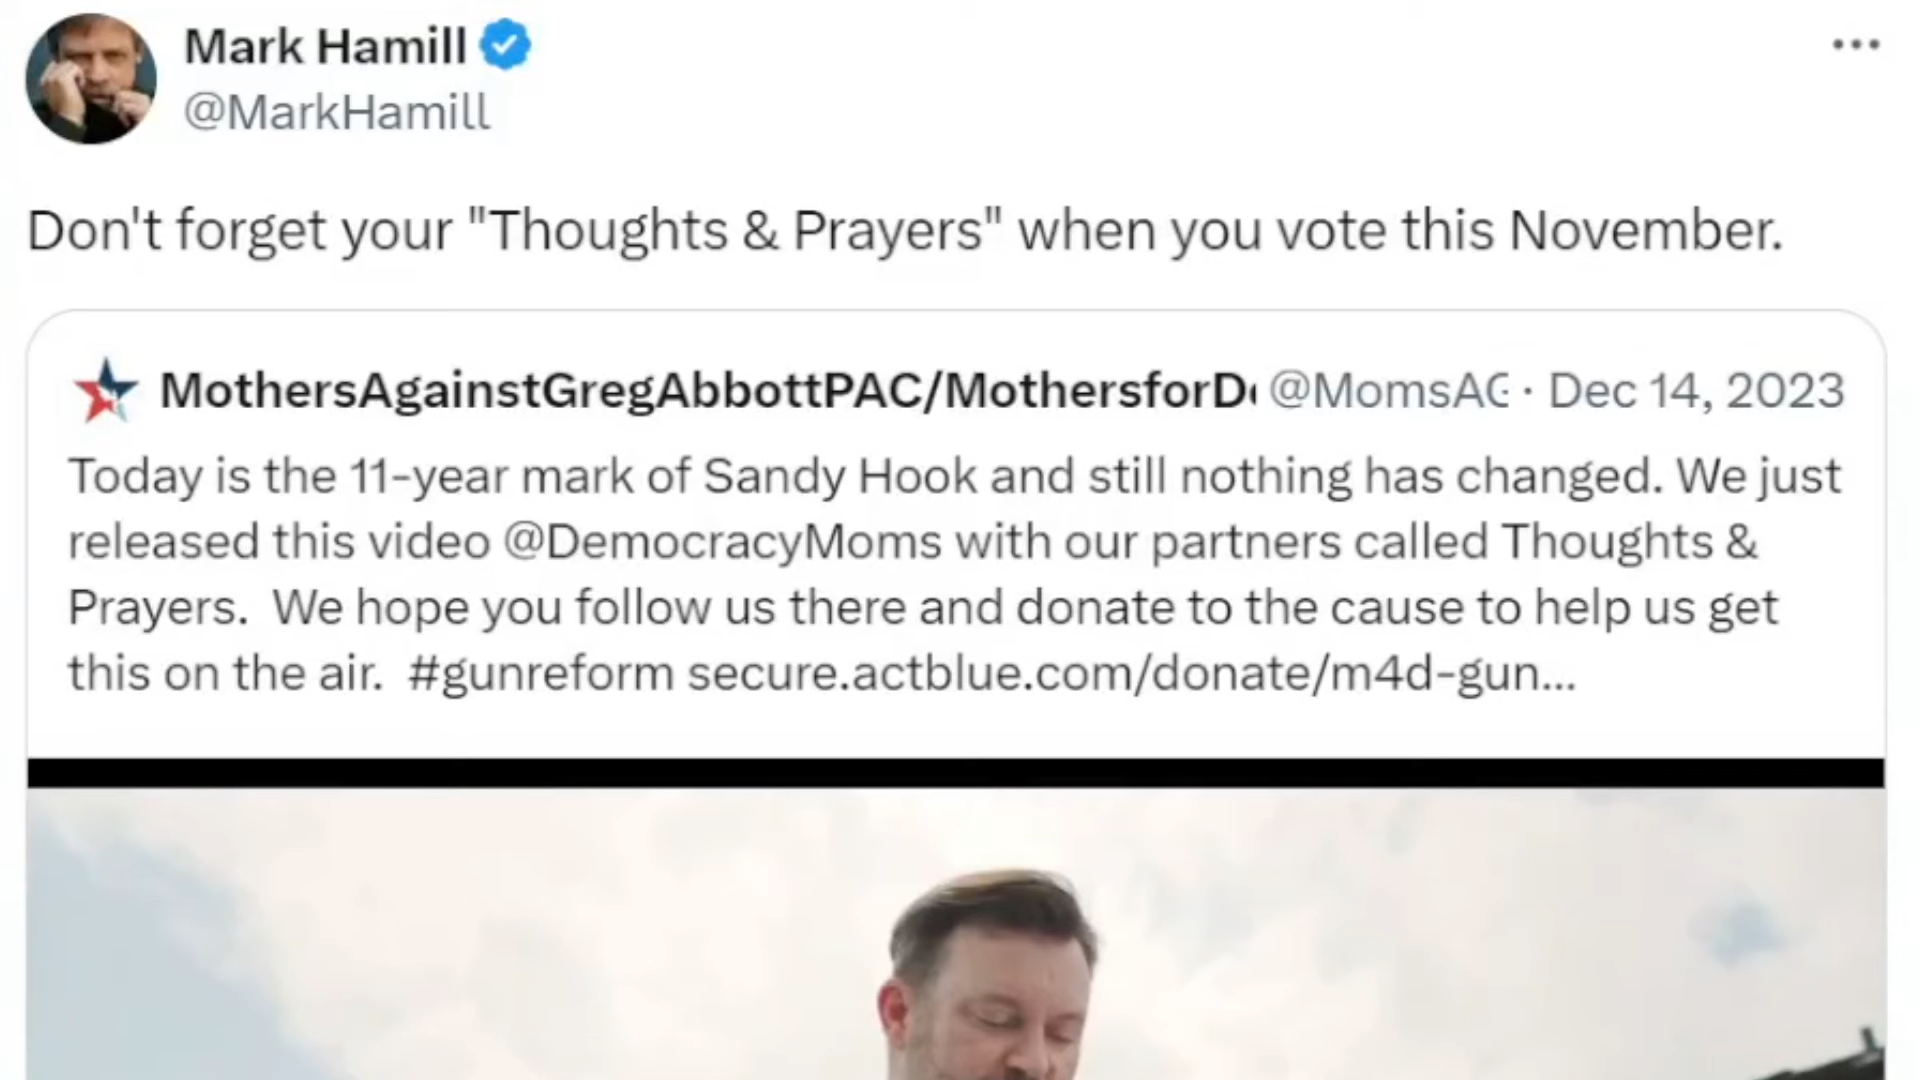 Mark Hamill
@MarkHamill
Don't forget your "Thoughts & Prayers" when you vote this November.
MothersAgainstGregAbbottPAC/MothersforD @MomsAG · Dec 14, 2023
Today is the 11-year mark of Sandy Hook and still nothing has changed. We just
released this video @DemocracyMoms with our partners called Thoughts &
Prayers.  We hope you follow us there and donate to the cause to help us get
this on the air.  #gunreform secure.actblue.com/donate/m4d-gun...